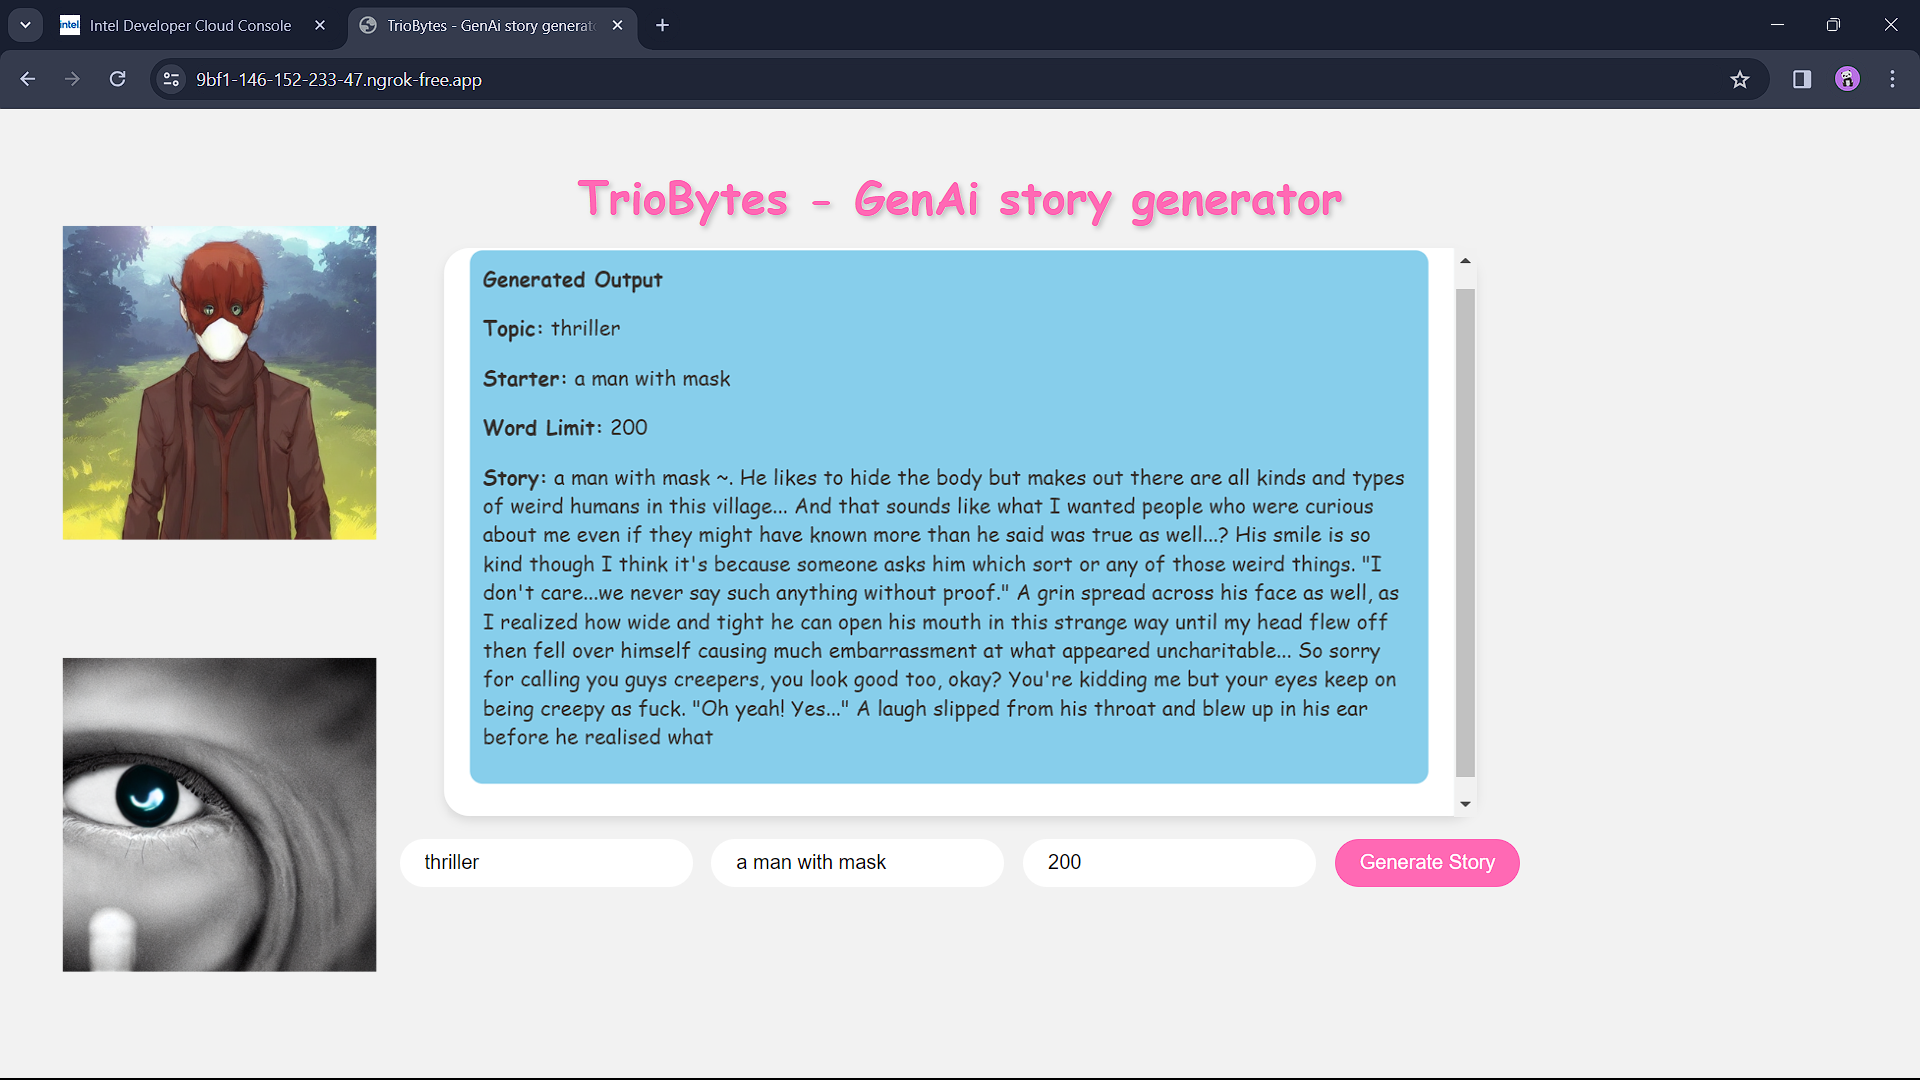 Intel Developer Cloud Console
TrioBytes - GenAi story generat
9bf1-146-152-233-47.ngrok-free.app
TrioBytes - GenAi story generator
Generated Output
Topic: thriller
Starter: a man with mask
Word Limit: 200
Story: a man with mask ~. He likes to hide the body but makes out there are all kinds and types
of weird humans in this village... And that sounds like what I wanted people who were curious
about me even if they might have known more than he said was true as well...? His smile is so
kind though I think it's because someone asks him which sort or any of those weird things. "I
don't care...we never say such anything without proof." A grin spread across his face as well, as
I realized how wide and tight he can open his mouth in this strange way until my head flew off
then fell over himself causing much embarrassment at what appeared uncharitable... So sorry
for calling you guys creepers, you look good too, okay? You're kidding me but your eyes keep on
being creepy as fuck. "Oh yeah! Yes..." A laugh slipped from his throat and blew up in his ear
before he realised what
thriller
a man with mask
200
Generate Story